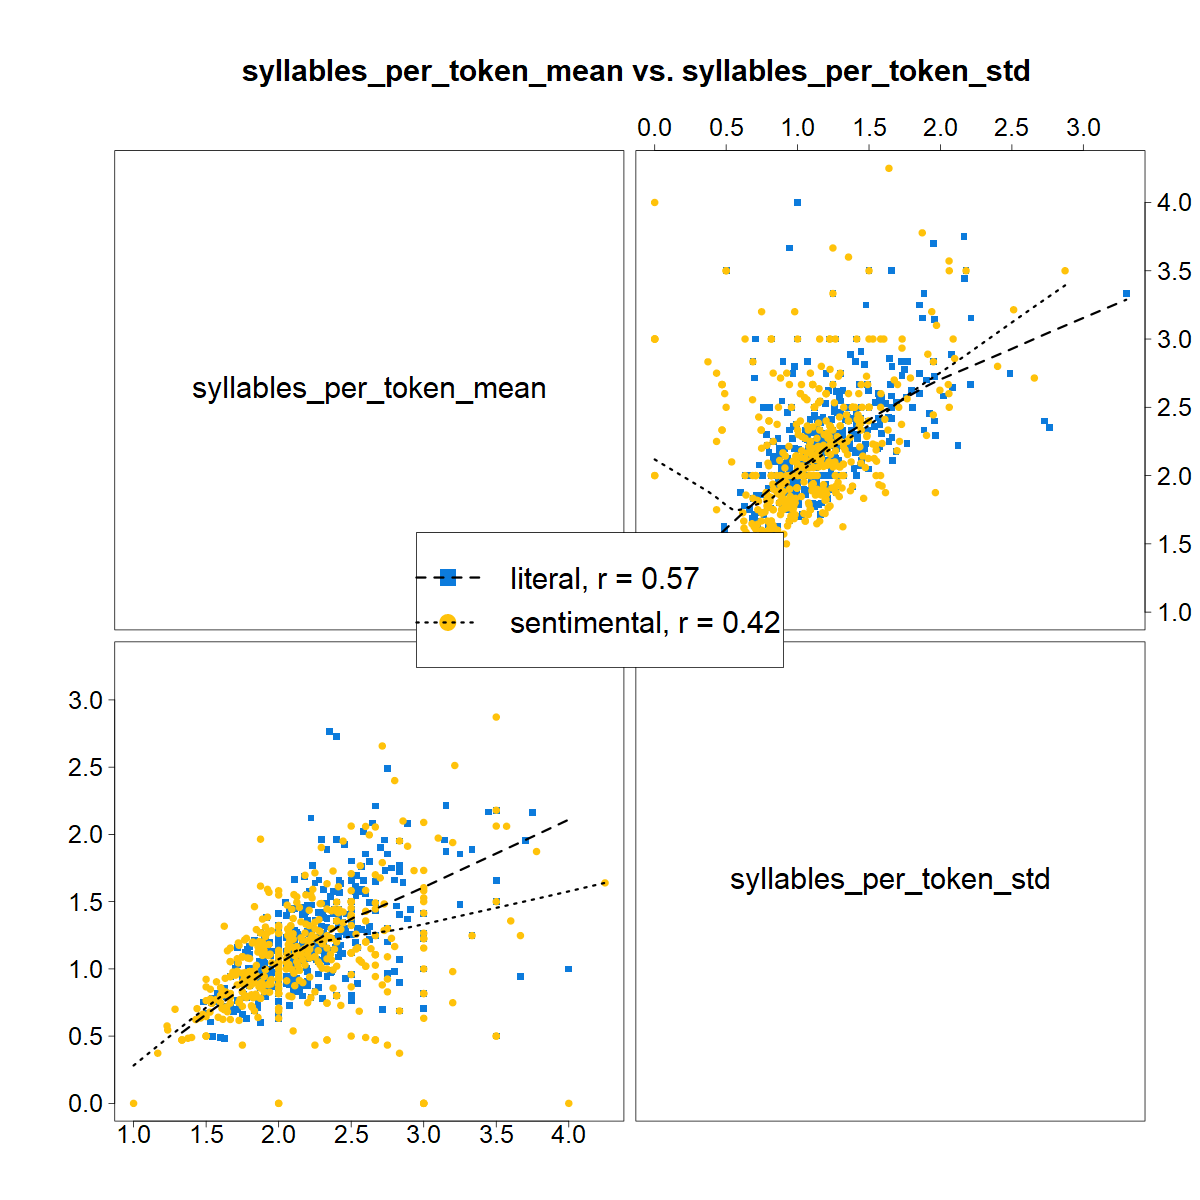 syllables_per_token_mean vs. syllables_per_token_std
0.0 0.5 1.0 1.5 2.0 2.5 3.0
4.0
3.5
3.0
2.5
2.0
1.5
1.0
syllables_per_token_mean
literal, r = 0.57
sentimental, r = 0.42
3.0
2.5
2.0
1.5
1.0
0.5
0.0
syllables_per_token_std
1.0 1.5 2.0 2.5 3.0 3.5 4.0